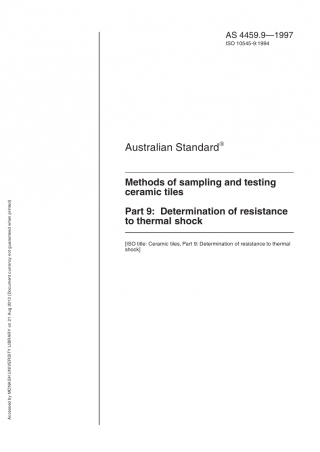 AS 4459.9—1997
ISO 10545-9:1994
Australian Standard®
Methods of sampling and testing
ceramic tiles
Part 9: Determination of resistance
to thermal shock
[ISO title: Ceramic tiles, Part 9: Determination of resistance to thermal
shock]
Accessed by MONASH UNIVERSITY LIBRARY on 21 Aug 2013 (Document currency not guaranteed when printed)